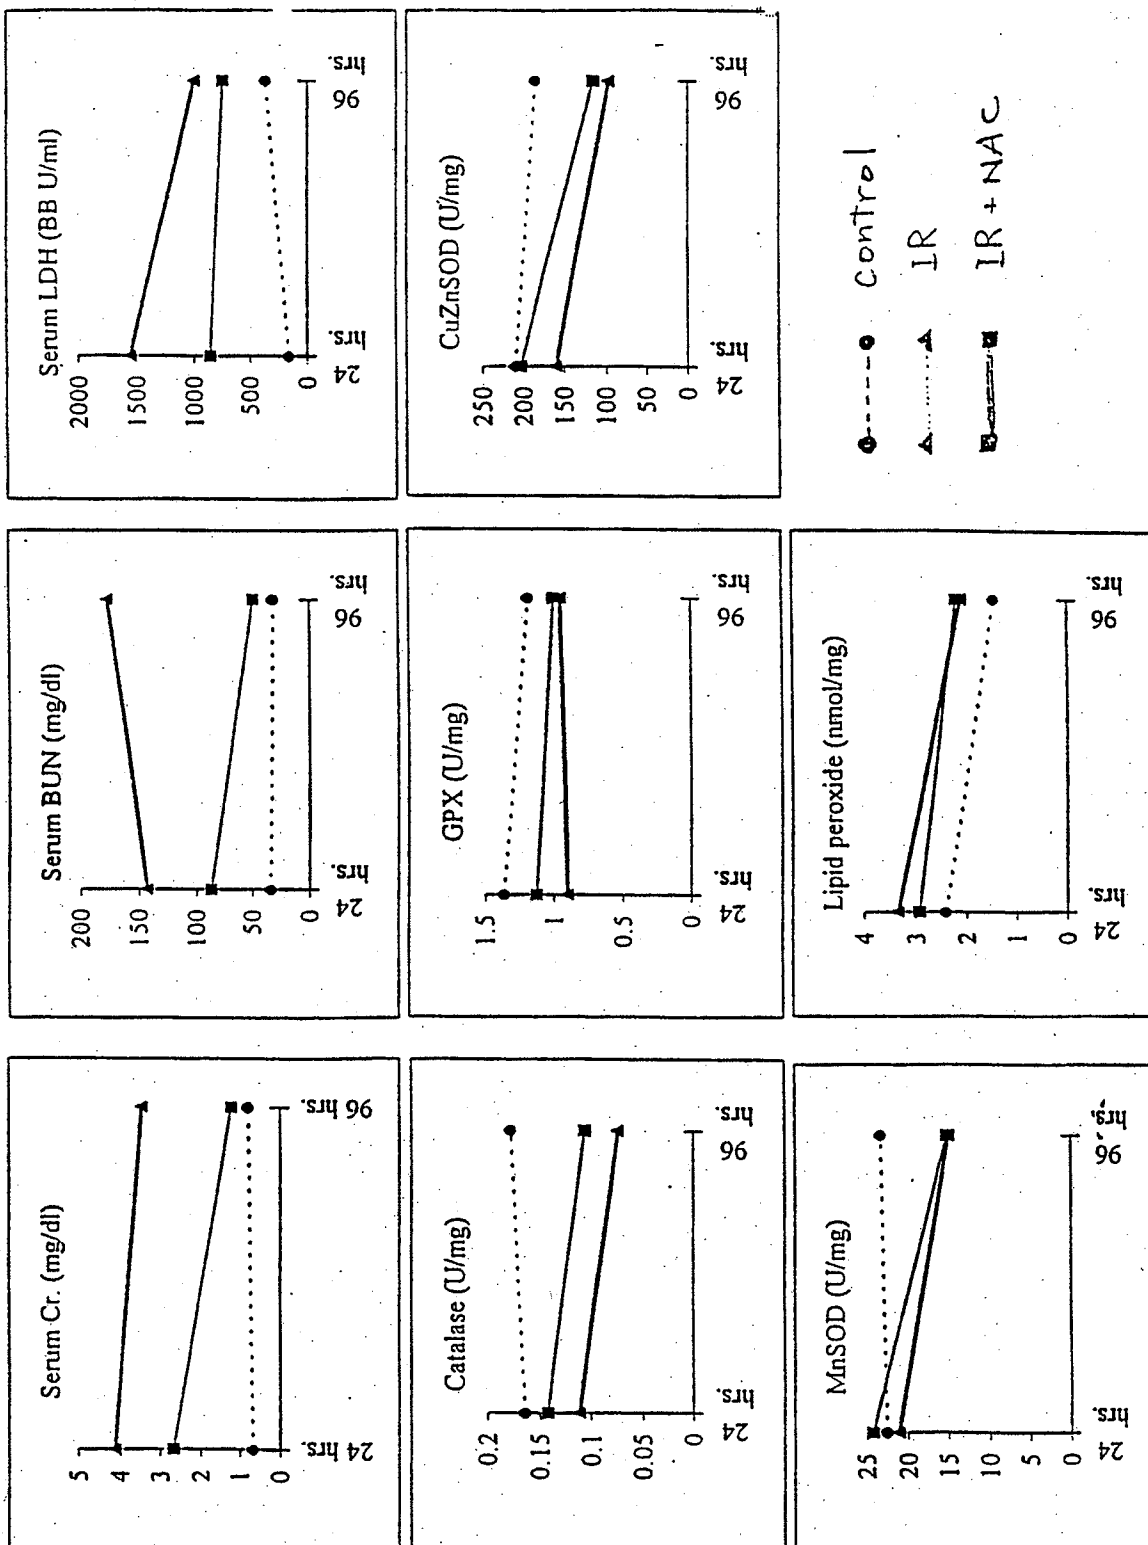 Serum Cr. (mg/dl)
5
4
3
2
1
0
24 hrs
96 hrs
Serum BUN (mg/dl)
200
150
100
50
0
24
hrs.
96
hrs.
Serum LDH (BB U/ml)
2000
1500
1000
500
0
24
hrs.
96
hrs.
Catalase (U/mg)
0.2
0.15
0.1
0.05
0
24
hrs.
96
hrs.
GPX (U/mg)
1.5
1
0.5
0
24
hrs.
96
hrs.
CuZnSOD (U/mg)
250
200
150
100
50
0
24
hrs.
96
hrs.
MnSOD (U/mg)
25
20
15
10
5
0
24
hrs.
96
hrs.
Lipid peroxide (nmol/mg)
4
3
2
1
0
24
hrs.
96
hrs.
Control
IR
IR + NAC